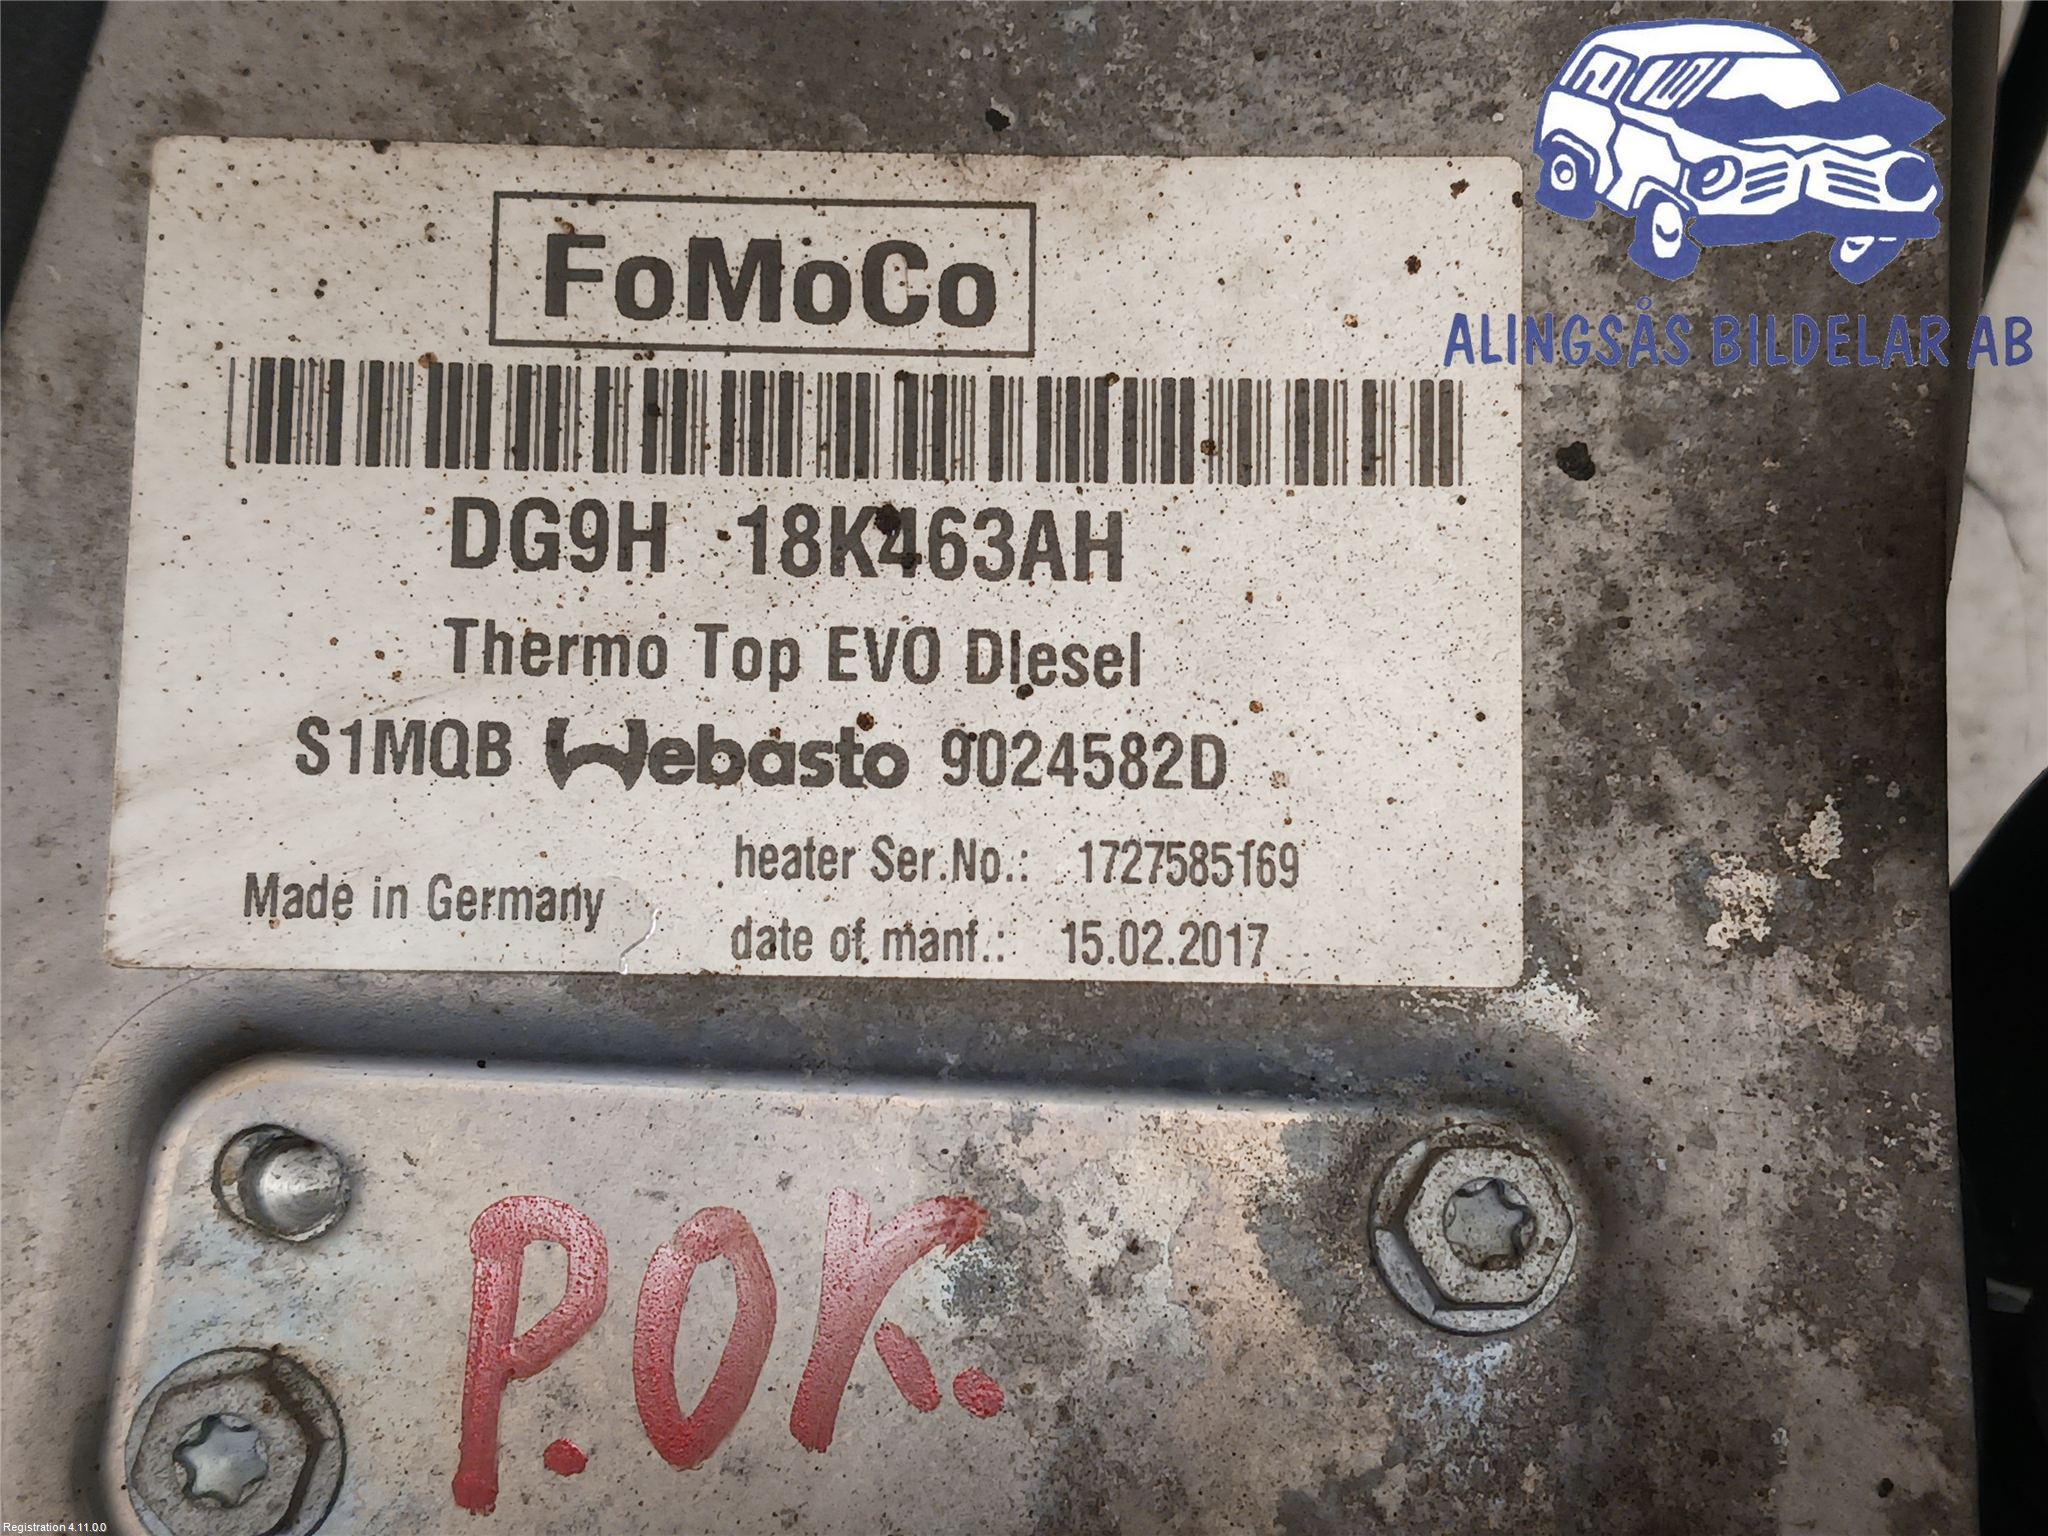 FoMoCo
DG9H 18K463AH
Thermo Top EVO Diesel
S1MQB Webasto 9024582D
heater Ser.No.: 1727585169
Made in Germany
date of manf.: 15.02.2017
P.OK.
ALINGSÅS BILDELAR AB
Registration 4.11.0.0